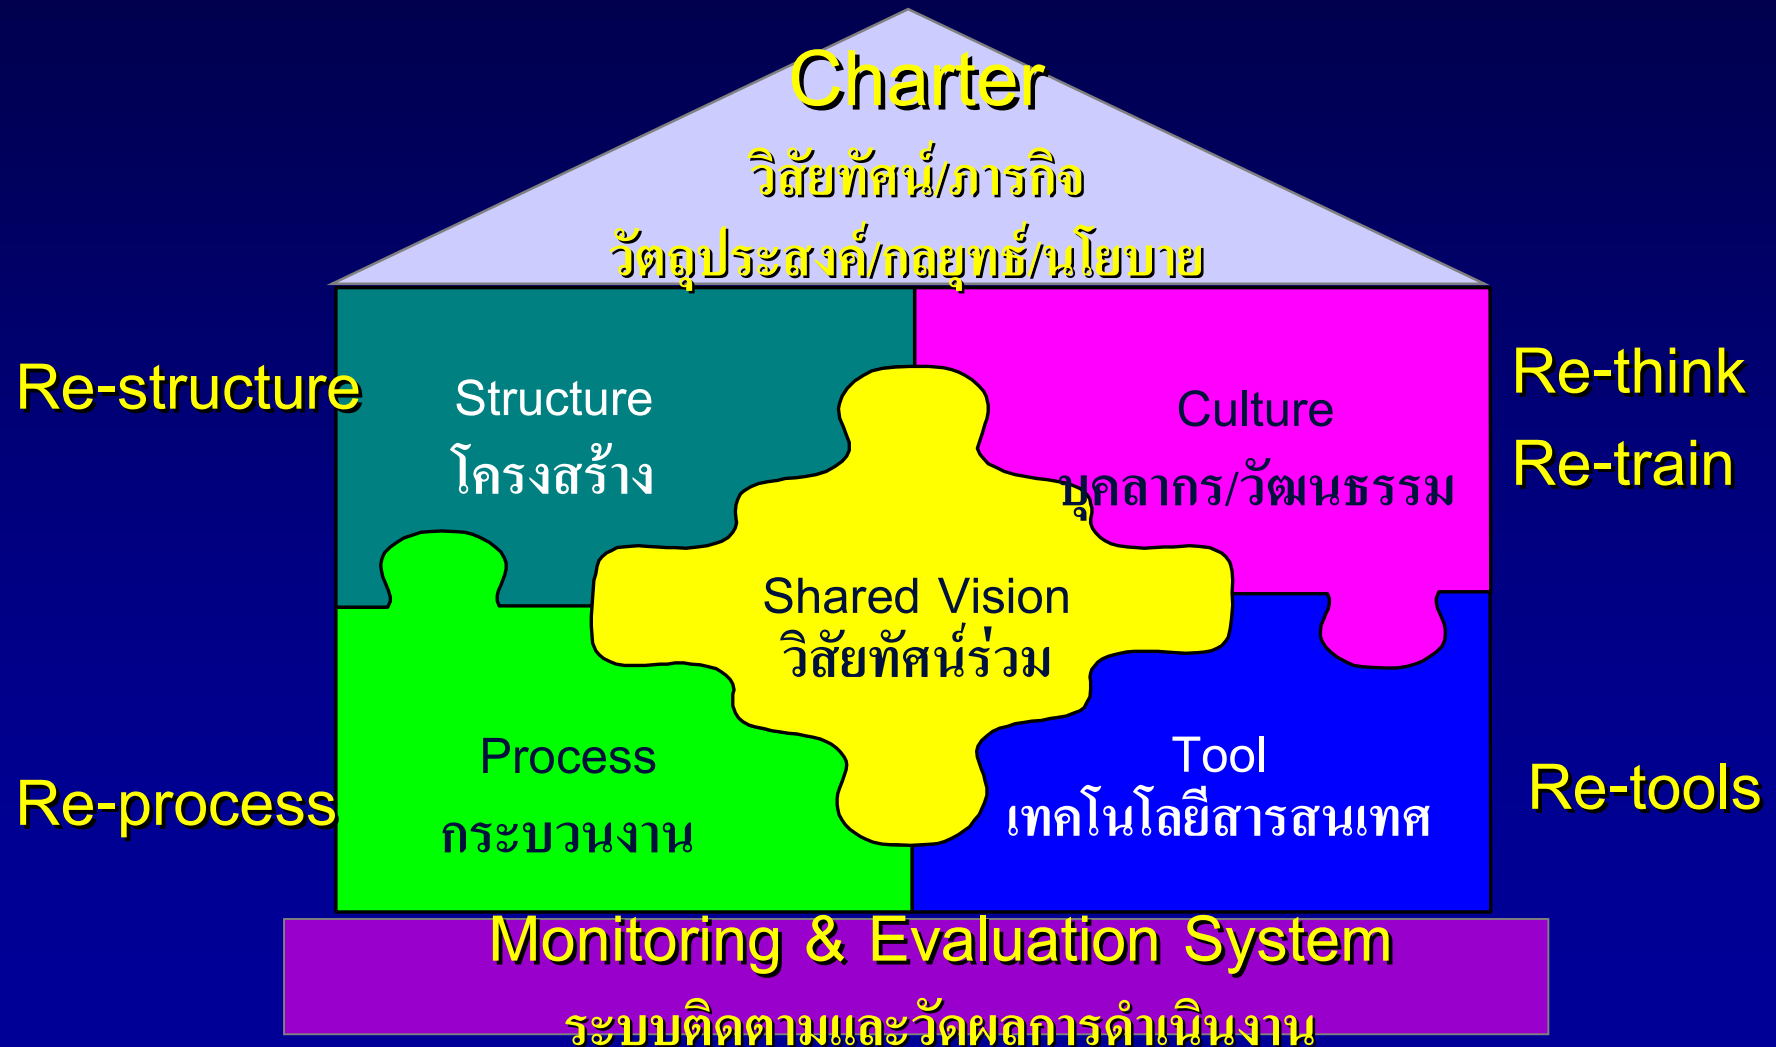 Charter
วิสัยทัศน์/ภารกิจ
วัตถุประสงค์/กลยุทธ์/นโยบาย
Re-structure
Structure
โครงสร้าง
Culture
บุคลากร/วัฒนธรรม
Re-think
Re-train
Shared Vision
วิสัยทัศน์ร่วม
Re-process
Process
กระบวนงาน
Tool
เทคโนโลยีสารสนเทศ
Re-tools
Monitoring & Evaluation System
ระบบติดตามและวัดผลการดำเนินงาน